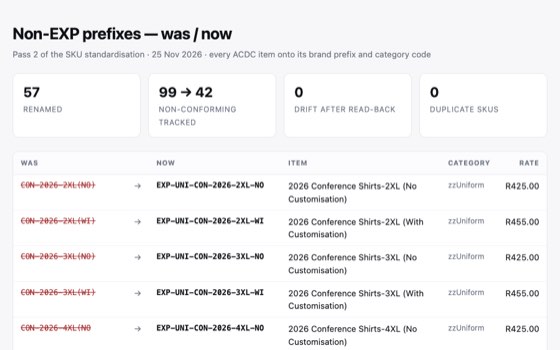 Non-EXP prefixes — was / now
Pass 2 of the SKU standardisation · 25 Nov 2026 · every ACDC item onto its brand prefix and category code
57
RENAMED
99 → 42
NON-CONFORMING
TRACKED
0
DRIFT AFTER READ-BACK
0
DUPLICATE SKUS
WAS NOW ITEM CATEGORY RATE
CON-2026-2XL(NO) → EXP-UNI-CON-2026-2XL-NO 2026 Conference Shirts-2XL (No zzUniform R425.00
Customisation)
CON-2026-2XL(WI) → EXP-UNI-CON-2026-2XL-WI 2026 Conference Shirts-2XL (With zzUniform R455.00
Customisation)
CON-2026-3XL(NO) → EXP-UNI-CON-2026-3XL-NO 2026 Conference Shirts-3XL (No zzUniform R425.00
Customisation)
CON-2026-3XL(WI) → EXP-UNI-CON-2026-3XL-WI 2026 Conference Shirts-3XL (With zzUniform R455.00
Customisation)
CON-2026-4XL(NO → EXP-UNI-CON-2026-4XL-NO 2026 Conference Shirts-4XL (No zzUniform R425.00
Customisation)